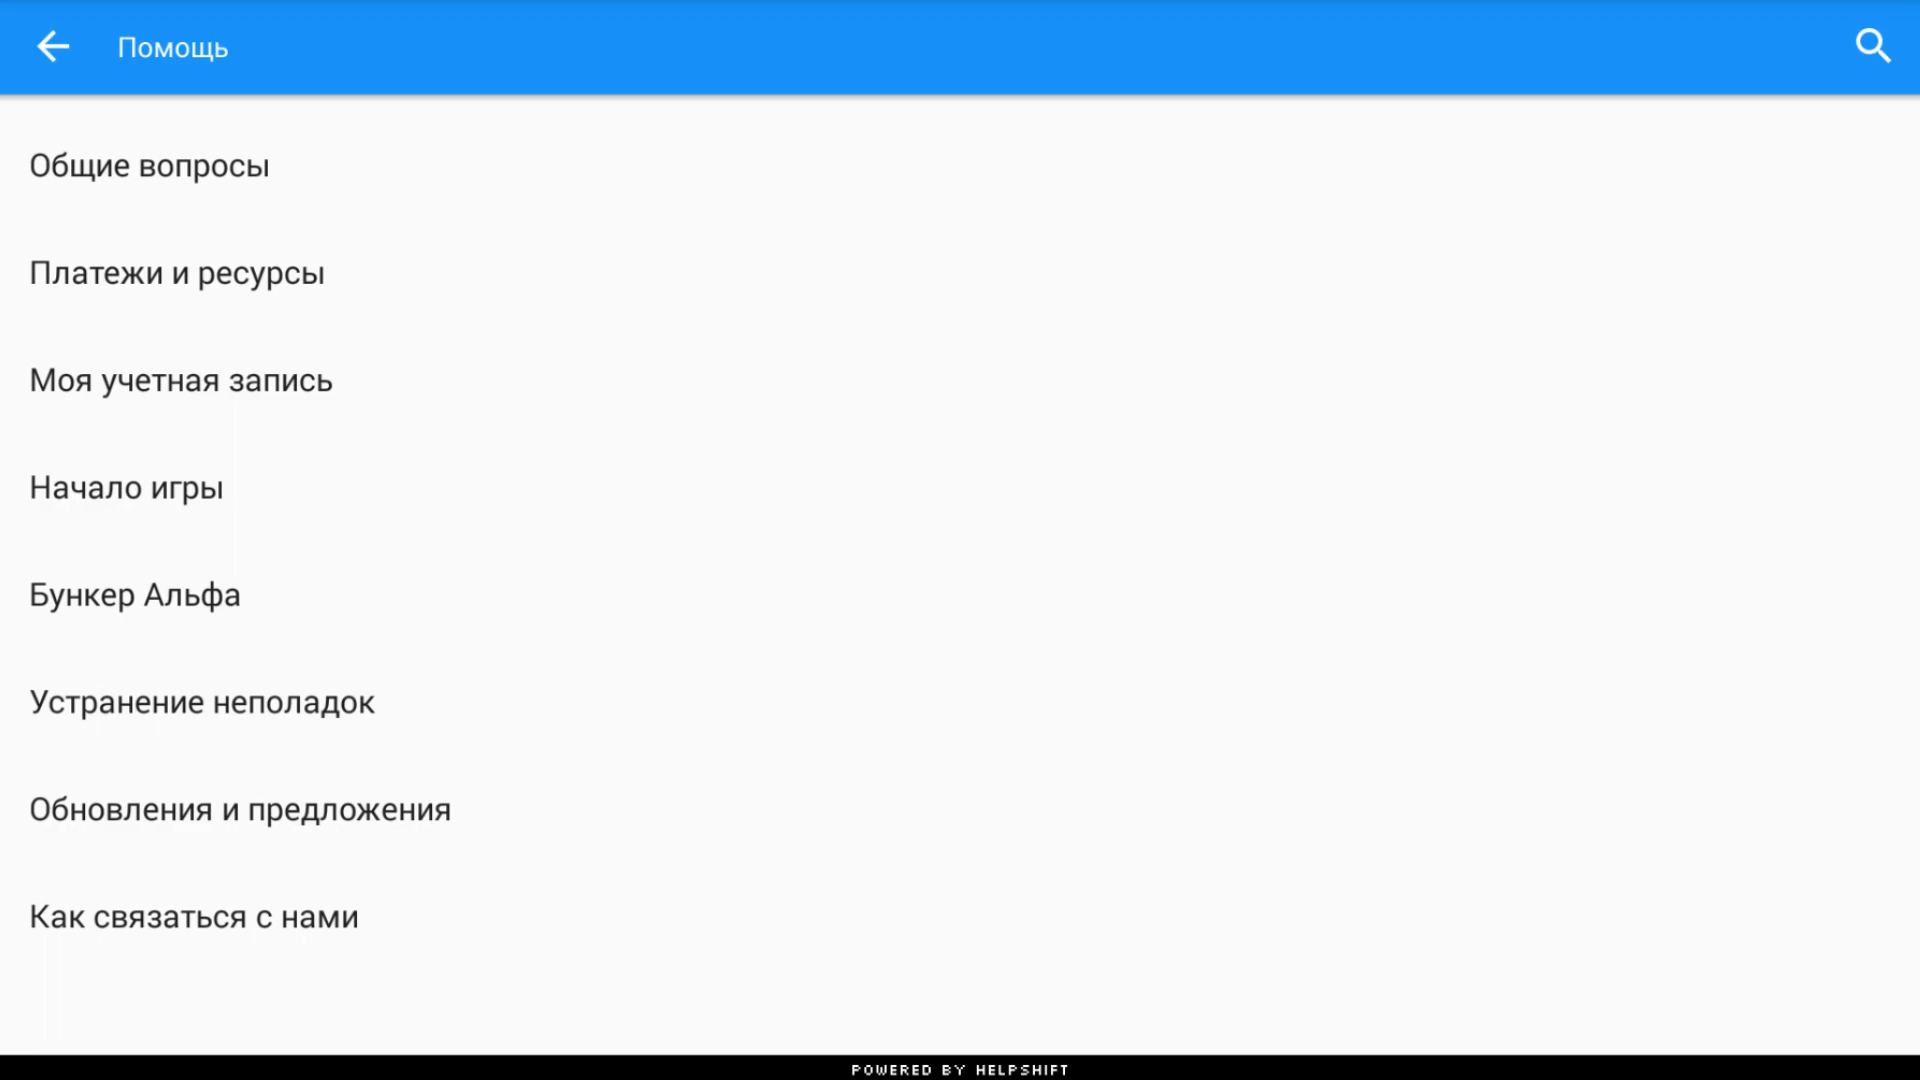 Помощь
Общие вопросы
Платежи и ресурсы
Моя учетная запись
Начало игры
Бункер Альфа
Устранение неполадок
Обновления и предложения
Как связаться с нами
POWERED BY HELPSHIFT